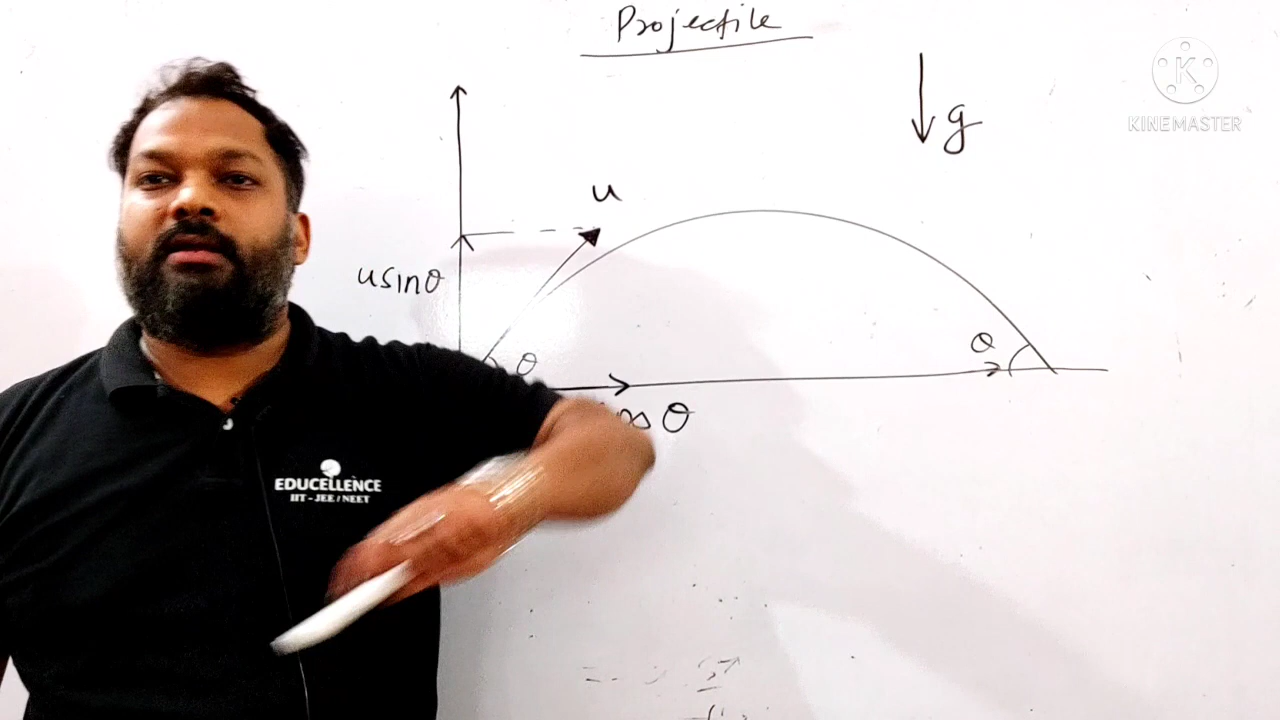 Projectile
g
KINEMASTER
u
usinθ
θ
θ
θ
EDUCELLENCE
IIT - JEE / NEET